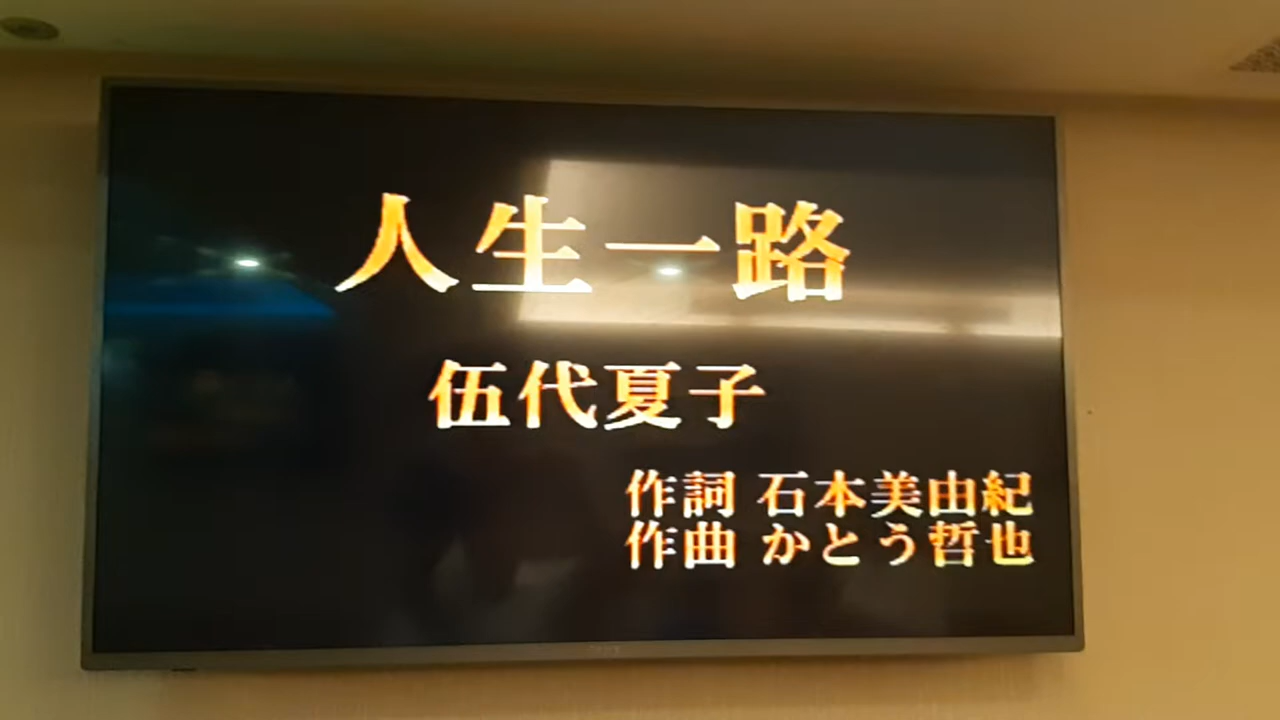 人生一路
伍代夏子
作詞 石本美由紀
作曲 かとう哲也